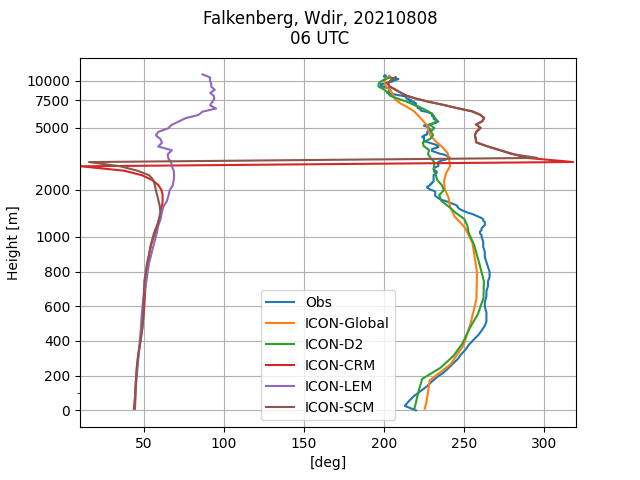 Falkenberg, Wdir, 20210808
06 UTC
Height [m]
10000
7500
5000
2000
1000
800
600
400
200
0
Obs
ICON-Global
ICON-D2
ICON-CRM
ICON-LEM
ICON-SCM
50 100 150 200 250 300
[deg]